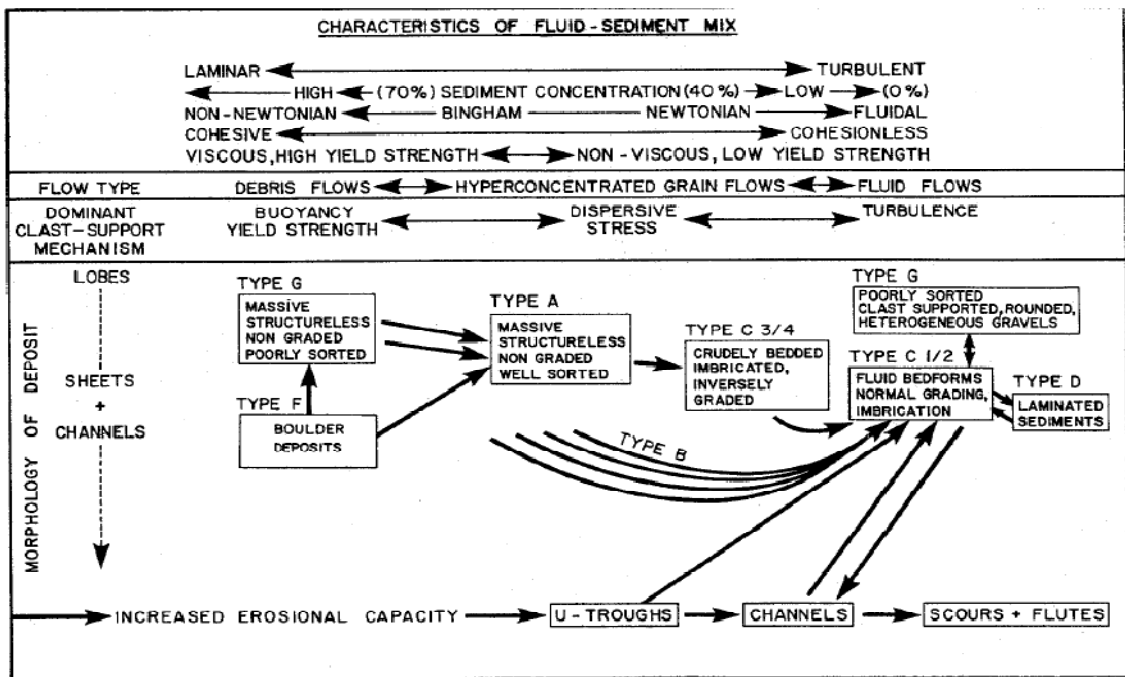 CHARACTERISTICS OF FLUID-SEDIMENT MIX
LAMINAR TURBULENT
HIGH (70%) SEDIMENT CONCENTRATION (40%) LOW (0%)
NON-NEWTONIAN BINGHAM NEWTONIAN FLUIDAL
COHESIVE COHESIONLESS
VISCOUS, HIGH YIELD STRENGTH NON-VISCOUS, LOW YIELD STRENGTH
FLOW TYPE DEBRIS FLOWS HYPERCONCENTRATED GRAIN FLOWS FLUID FLOWS
DOMINANT
CLAST-SUPPORT
MECHANISM
BUOYANCY
YIELD STRENGTH
DISPERSIVE
STRESS
TURBULENCE
MORPHOLOGY OF DEPOSIT
LOBES
SHEETS
+
CHANNELS
TYPE G
MASSIVE
STRUCTURELESS
NON GRADED
POORLY SORTED
TYPE F
BOULDER
DEPOSITS
TYPE A
MASSIVE
STRUCTURELESS
NON GRADED
WELL SORTED
TYPE B
TYPE C 3/4
CRUDELY BEDDED
IMBRICATED,
INVERSELY
GRADED
TYPE G
POORLY SORTED
CLAST SUPPORTED, ROUNDED,
HETEROGENEOUS GRAVELS
TYPE C 1/2
FLUID BEDFORMS
NORMAL GRADING,
IMBRICATION
TYPE D
LAMINATED
SEDIMENTS
INCREASED EROSIONAL CAPACITY U-TROUGHS CHANNELS SCOURS + FLUTES